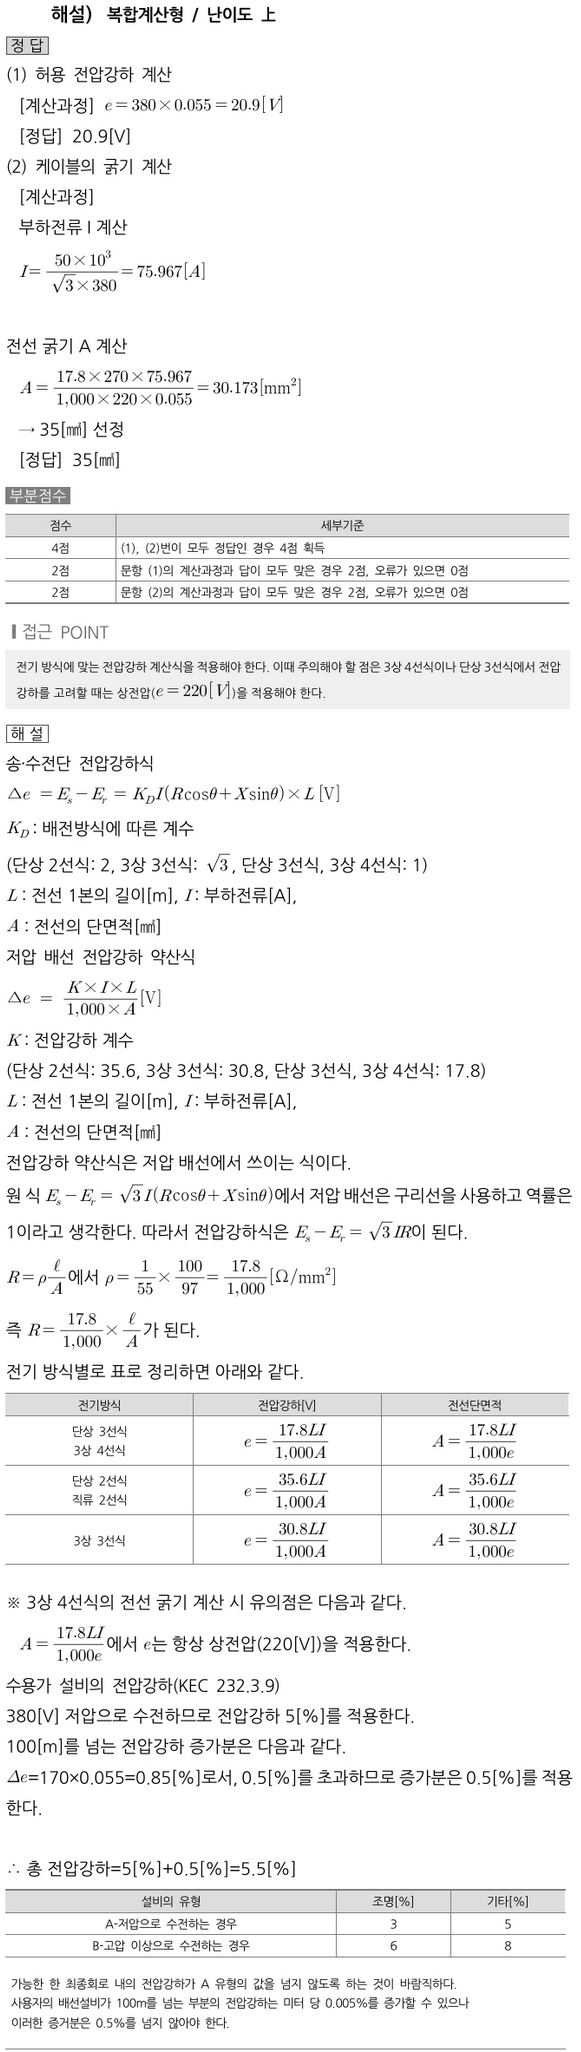 해설) 복합계산형 / 난이도 上
정 답
(1) 허용 전압강하 계산
[계산과정] e = 380×0.055 = 20.9[V]
[정답] 20.9[V]
(2) 케이블의 굵기 계산
[계산과정]
부하전류 I 계산
I = \frac{50×10^3}{\sqrt{3}×380} = 75.967[A]
전선 굵기 A 계산
A = \frac{17.8×270×75.967}{1,000×220×0.055} = 30.173[mm^2]
→ 35[㎟] 선정
[정답] 35[㎟]
부분점수
점수 세부기준
4점 (1), (2)번이 모두 정답인 경우 4점 획득
2점 문항 (1)의 계산과정과 답이 모두 맞은 경우 2점, 오류가 있으면 0점
2점 문항 (2)의 계산과정과 답이 모두 맞은 경우 2점, 오류가 있으면 0점
접근 POINT
전기 방식에 맞는 전압강하 계산식을 적용해야 한다. 이때 주의해야 할 점은 3상 4선식이나 단상 3선식에서 전압
강하를 고려할 때는 상전압(e = 220[V])을 적용해야 한다.
해 설
송·수전단 전압강하식
Δe = E_s − E_r = K_D I(Rcosθ + Xsinθ)×L [V]
K_D : 배전방식에 따른 계수
(단상 2선식: 2, 3상 3선식: \sqrt{3}, 단상 3선식, 3상 4선식: 1)
L : 전선 1본의 길이[m], I : 부하전류[A],
A : 전선의 단면적[㎟]
저압 배선 전압강하 약산식
Δe = \frac{K×I×L}{1,000×A}[V]
K : 전압강하 계수
(단상 2선식: 35.6, 3상 3선식: 30.8, 단상 3선식, 3상 4선식: 17.8)
L : 전선 1본의 길이[m], I : 부하전류[A],
A : 전선의 단면적[㎟]
전압강하 약산식은 저압 배선에서 쓰이는 식이다.
원 식 E_s − E_r = \sqrt{3} I(Rcosθ + Xsinθ)에서 저압 배선은 구리선을 사용하고 역률은
1이라고 생각한다. 따라서 전압강하식은 E_s − E_r = \sqrt{3} IR이 된다.
R = ρ\frac{ℓ}{A}에서 ρ = \frac{1}{55}×\frac{100}{97} = \frac{17.8}{1,000}[Ω/mm^2]
즉 R = \frac{17.8}{1,000}×\frac{ℓ}{A}가 된다.
전기 방식별로 표로 정리하면 아래와 같다.
전기방식 전압강하[V] 전선단면적
단상 3선식
3상 4선식
e = \frac{17.8LI}{1,000A} A = \frac{17.8LI}{1,000e}
단상 2선식
직류 2선식
e = \frac{35.6LI}{1,000A} A = \frac{35.6LI}{1,000e}
3상 3선식 e = \frac{30.8LI}{1,000A} A = \frac{30.8LI}{1,000e}
※ 3상 4선식의 전선 굵기 계산 시 유의점은 다음과 같다.
A = \frac{17.8LI}{1,000e}에서 e는 항상 상전압(220[V])을 적용한다.
수용가 설비의 전압강하(KEC 232.3.9)
380[V] 저압으로 수전하므로 전압강하 5[%]를 적용한다.
100[m]를 넘는 전압강하 증가분은 다음과 같다.
Δe=170×0.055=0.85[%]로서, 0.5[%]를 초과하므로 증가분은 0.5[%]를 적용
한다.
∴ 총 전압강하=5[%]+0.5[%]=5.5[%]
설비의 유형 조명[%] 기타[%]
A-저압으로 수전하는 경우 3 5
B-고압 이상으로 수전하는 경우 6 8
가능한 한 최종회로 내의 전압강하가 A 유형의 값을 넘지 않도록 하는 것이 바람직하다.
사용자의 배선설비가 100m를 넘는 부분의 전압강하는 미터 당 0.005%를 증가할 수 있으나
이러한 증거분은 0.5%를 넘지 않아야 한다.